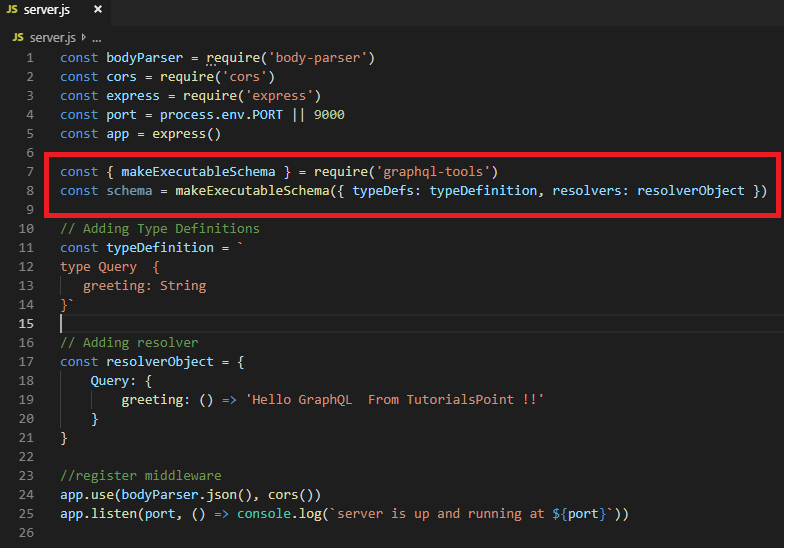 JS server.js ×
JS server.js > ...
1 const bodyParser = require('body-parser')
2 const cors = require('cors')
3 const express = require('express')
4 const port = process.env.PORT || 9000
5 const app = express()
6
7 const { makeExecutableSchema } = require('graphql-tools')
8 const schema = makeExecutableSchema({ typeDefs: typeDefinition, resolvers: resolverObject })
9
10 // Adding Type Definitions
11 const typeDefinition = `
12 type Query  {
13    greeting: String
14 }`
15
16 // Adding resolver
17 const resolverObject = {
18     Query: {
19         greeting: () => 'Hello GraphQL  From TutorialsPoint !!'
20     }
21 }
22
23 //register middleware
24 app.use(bodyParser.json(), cors())
25 app.listen(port, () => console.log(`server is up and running at ${port}`))
26